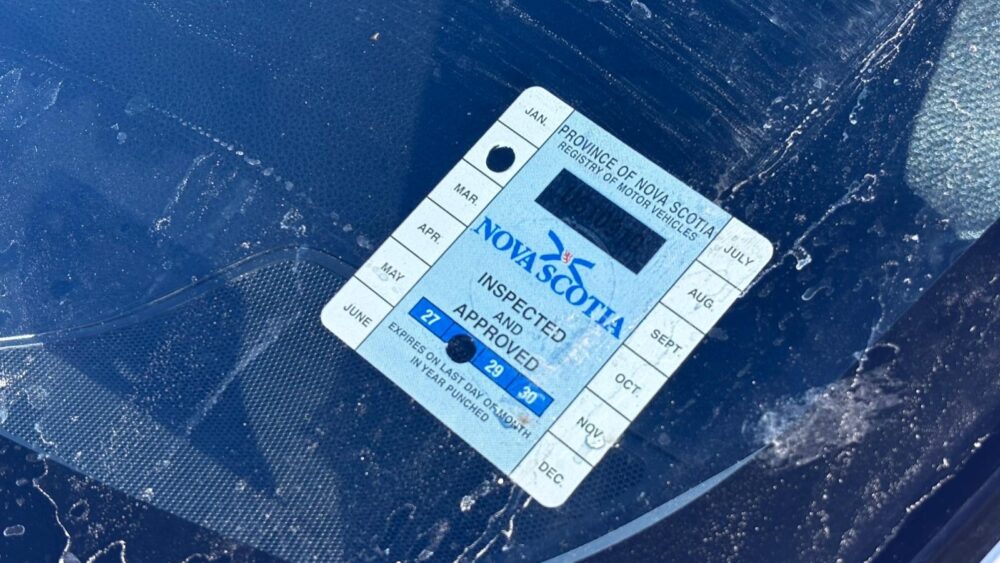 JAN.
MAR.
APR.
MAY
JUNE
PROVINCE OF NOVA SCOTIA
REGISTRY OF MOTOR VEHICLES
NOVA SCOTIA
INSPECTED
AND
APPROVED
27 29 30
EXPIRES ON LAST DAY OF MONTH
IN YEAR PUNCHED
JULY
AUG.
SEPT.
OCT.
NOV.
DEC.